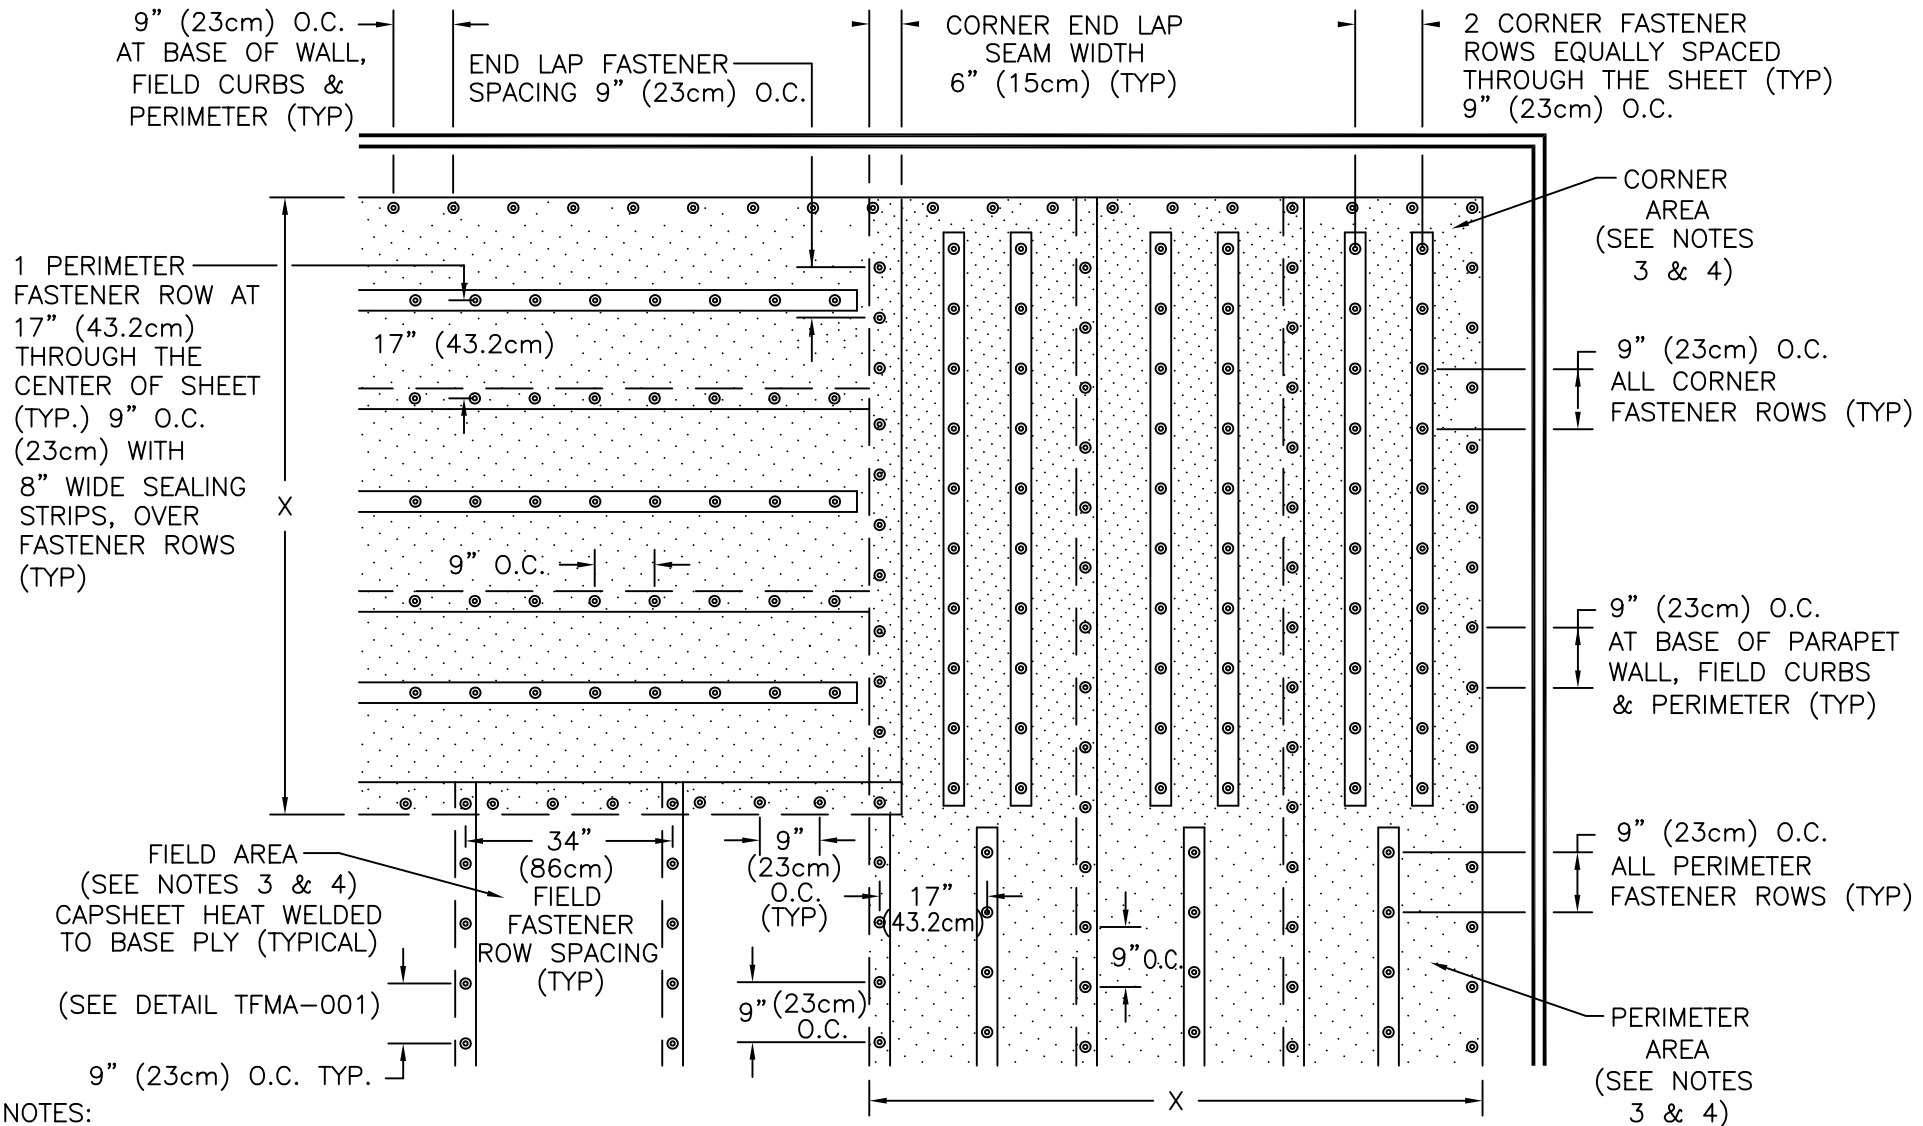 9” (23cm) O.C.
AT BASE OF WALL,
FIELD CURBS &
PERIMETER (TYP)
END LAP FASTENER
SPACING 9” (23cm) O.C.
CORNER END LAP
SEAM WIDTH
6” (15cm) (TYP)
2 CORNER FASTENER
ROWS EQUALLY SPACED
THROUGH THE SHEET (TYP)
9” (23cm) O.C.
CORNER
AREA
(SEE NOTES
3 & 4)
1 PERIMETER
FASTENER ROW AT
17” (43.2cm)
THROUGH THE
CENTER OF SHEET
(TYP.) 9” O.C.
(23cm) WITH
8” WIDE SEALING
STRIPS, OVER
FASTENER ROWS
(TYP)
X
17” (43.2cm)
9” O.C.
9” (23cm) O.C.
ALL CORNER
FASTENER ROWS (TYP)
9” (23cm) O.C.
AT BASE OF PARAPET
WALL, FIELD CURBS
& PERIMETER (TYP)
9” (23cm) O.C.
ALL PERIMETER
FASTENER ROWS (TYP)
FIELD AREA
(SEE NOTES 3 & 4)
CAPSHEET HEAT WELDED
TO BASE PLY (TYPICAL)
(SEE DETAIL TFMA-001)
9” (23cm) O.C. TYP.
34”
(86cm)
FIELD
FASTENER
ROW SPACING
(TYP)
9”
(23cm)
O.C.
(TYP)
17”
(43.2cm)
9” O.C.
9” (23cm)
O.C.
PERIMETER
AREA
(SEE NOTES
3 & 4)
X
NOTES: